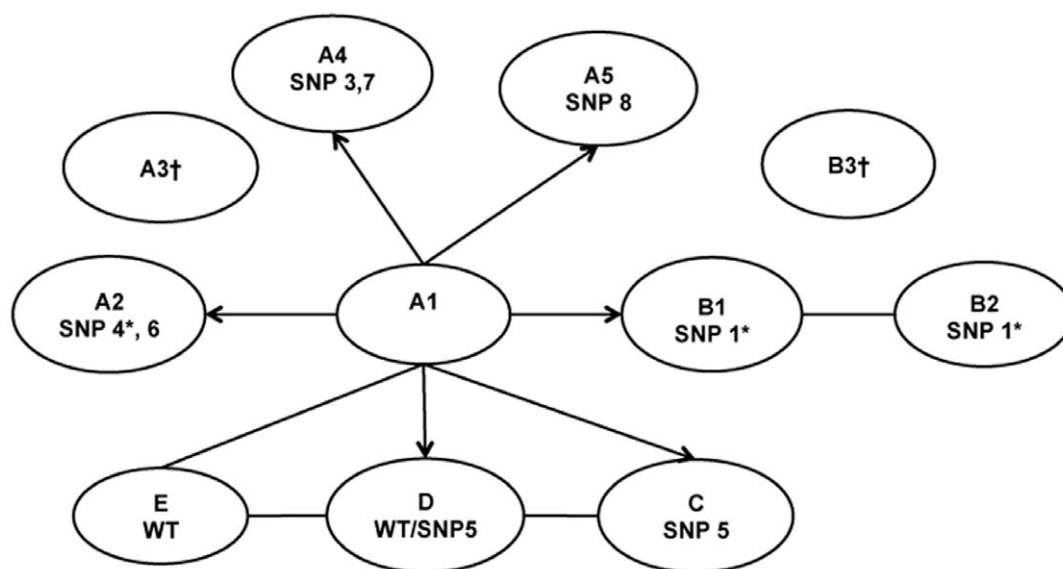 A4
SNP 3,7
A5
SNP 8
A3†
B3†
A2
SNP 4*, 6
A1
B1
SNP 1*
B2
SNP 1*
E
WT
D
WT/SNP5
C
SNP 5